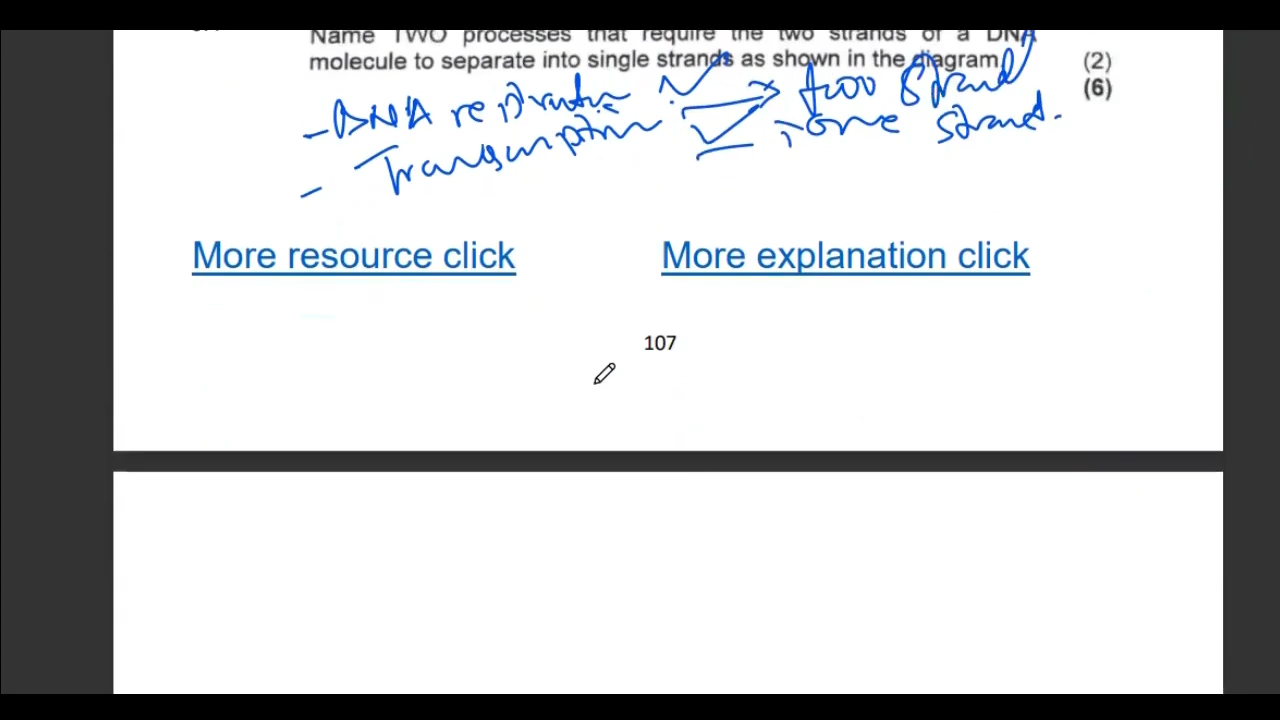 Name TWO processes that require the two strands of a DNA
molecule to separate into single strands as shown in the diagram. (2)
(6)
- DNA replication → two strand
- Transcription → one strand.
More resource click More explanation click
107